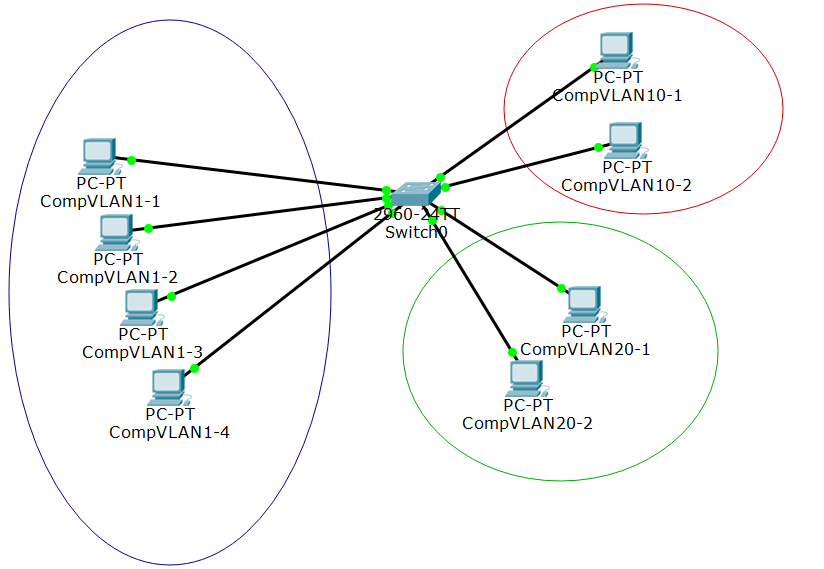 PC-PT
CompVLAN1-1
PC-PT
CompVLAN1-2
PC-PT
CompVLAN1-3
PC-PT
CompVLAN1-4
2960-24TT
Switch0
PC-PT
CompVLAN10-1
PC-PT
CompVLAN10-2
PC-PT
CompVLAN20-1
PC-PT
CompVLAN20-2